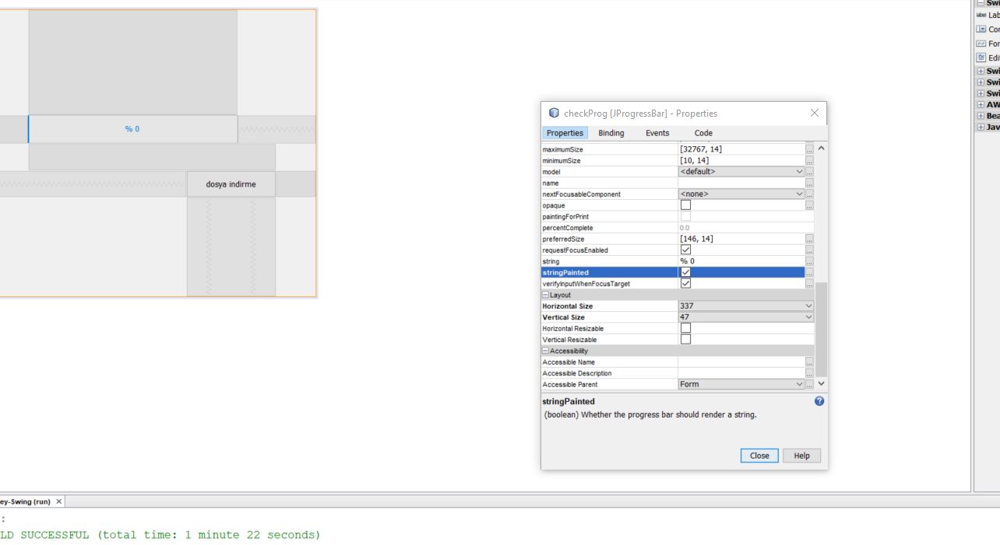 Swi
label Lab
Cor
For
Edi
Swi
Swi
Swi
AW
Bea
Jav
% 0
dosya indirme
checkProg [JProgressBar] - Properties
Properties Binding Events Code
maximumSize [32767, 14] ...
minimumSize [10, 14] ...
model <default> ...
name ...
nextFocusableComponent <none> ...
opaque ...
paintingForPrint
percentComplete 0.0
preferredSize [146, 14] ...
requestFocusEnabled ...
string % 0 ...
stringPainted ...
verifyInputWhenFocusTarget ...
Layout
Horizontal Size 337
Vertical Size 47
Horizontal Resizable
Vertical Resizable
Accessibility
Accessible Name ...
Accessible Description ...
Accessible Parent Form ...
stringPainted
(boolean) Whether the progress bar should render a string.
Close Help
ey-Swing (run)
:
LD SUCCESSFUL (total time: 1 minute 22 seconds)